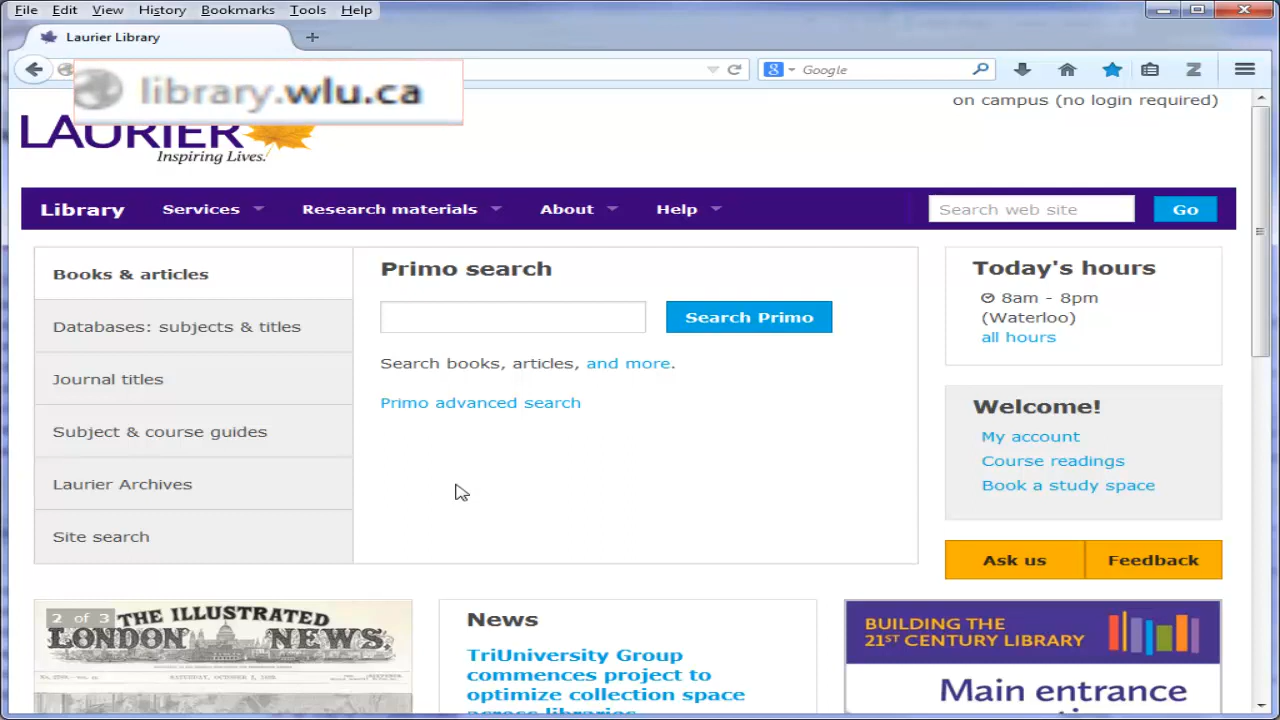 File Edit View History Bookmarks Tools Help
Laurier Library
library.wlu.ca
Google
on campus (no login required)
LAURIER
Inspiring Lives.
Library Services Research materials About Help Search web site Go
Books & articles
Databases: subjects & titles
Journal titles
Subject & course guides
Laurier Archives
Site search
Primo search
Search Primo
Search books, articles, and more.
Primo advanced search
Today's hours
8am - 8pm
(Waterloo)
all hours
Welcome!
My account
Course readings
Book a study space
Ask us Feedback
2 of 3
THE ILLUSTRATED
LONDON NEWS.
News
TriUniversity Group
commences project to
optimize collection space
across libraries
BUILDING THE
21ST CENTURY LIBRARY
Main entrance